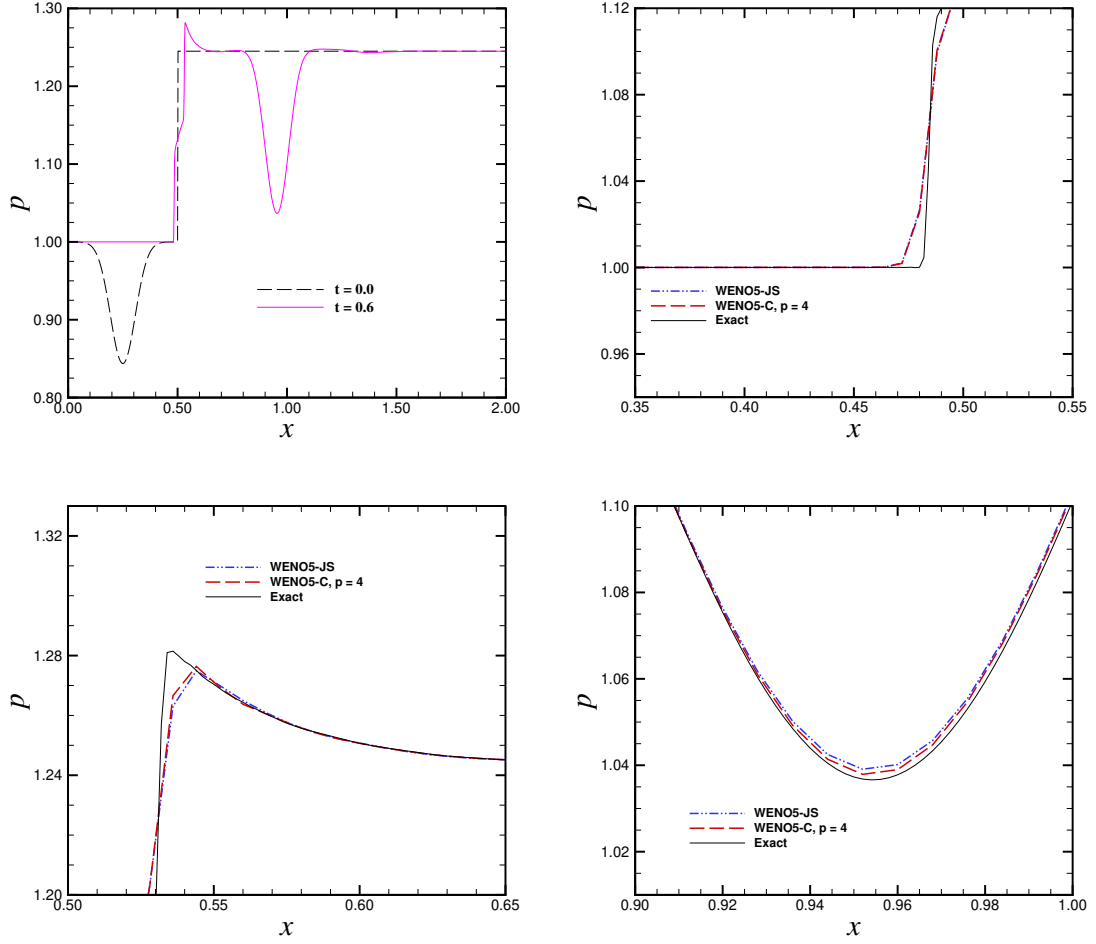 1.30
1.20
1.10
1.00
0.90
0.80
p
0.00
0.50
1.00
1.50
2.00
x
t = 0.0
t = 0.6
1.12
1.08
1.04
1.00
0.96
p
0.35
0.40
0.45
0.50
0.55
x
WENO5-JS
WENO5-C, p = 4
Exact
1.32
1.28
1.24
1.20
p
0.50
0.55
0.60
0.65
x
WENO5-JS
WENO5-C, p = 4
Exact
1.10
1.08
1.06
1.04
1.02
p
0.90
0.92
0.94
0.96
0.98
1.00
x
WENO5-JS
WENO5-C, p = 4
Exact